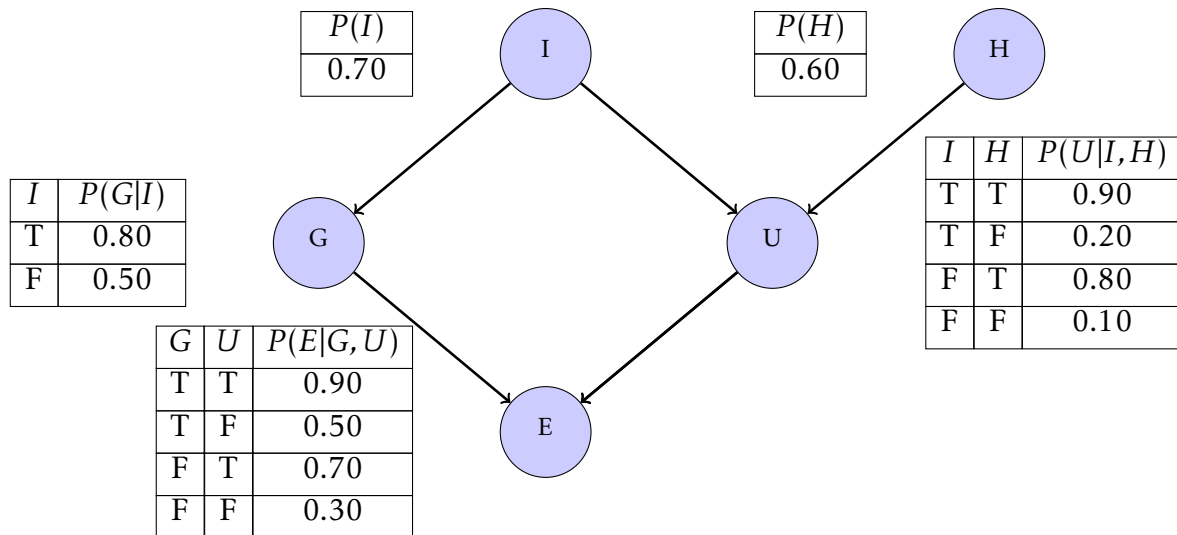 P(I)
0.70
I
P(H)
0.60
H
I H P(U|I,H)
T T 0.90
T F 0.20
F T 0.80
F F 0.10
I P(G|I)
T 0.80
F 0.50
G
U
G U P(E|G,U)
T T 0.90
T F 0.50
F T 0.70
F F 0.30
E